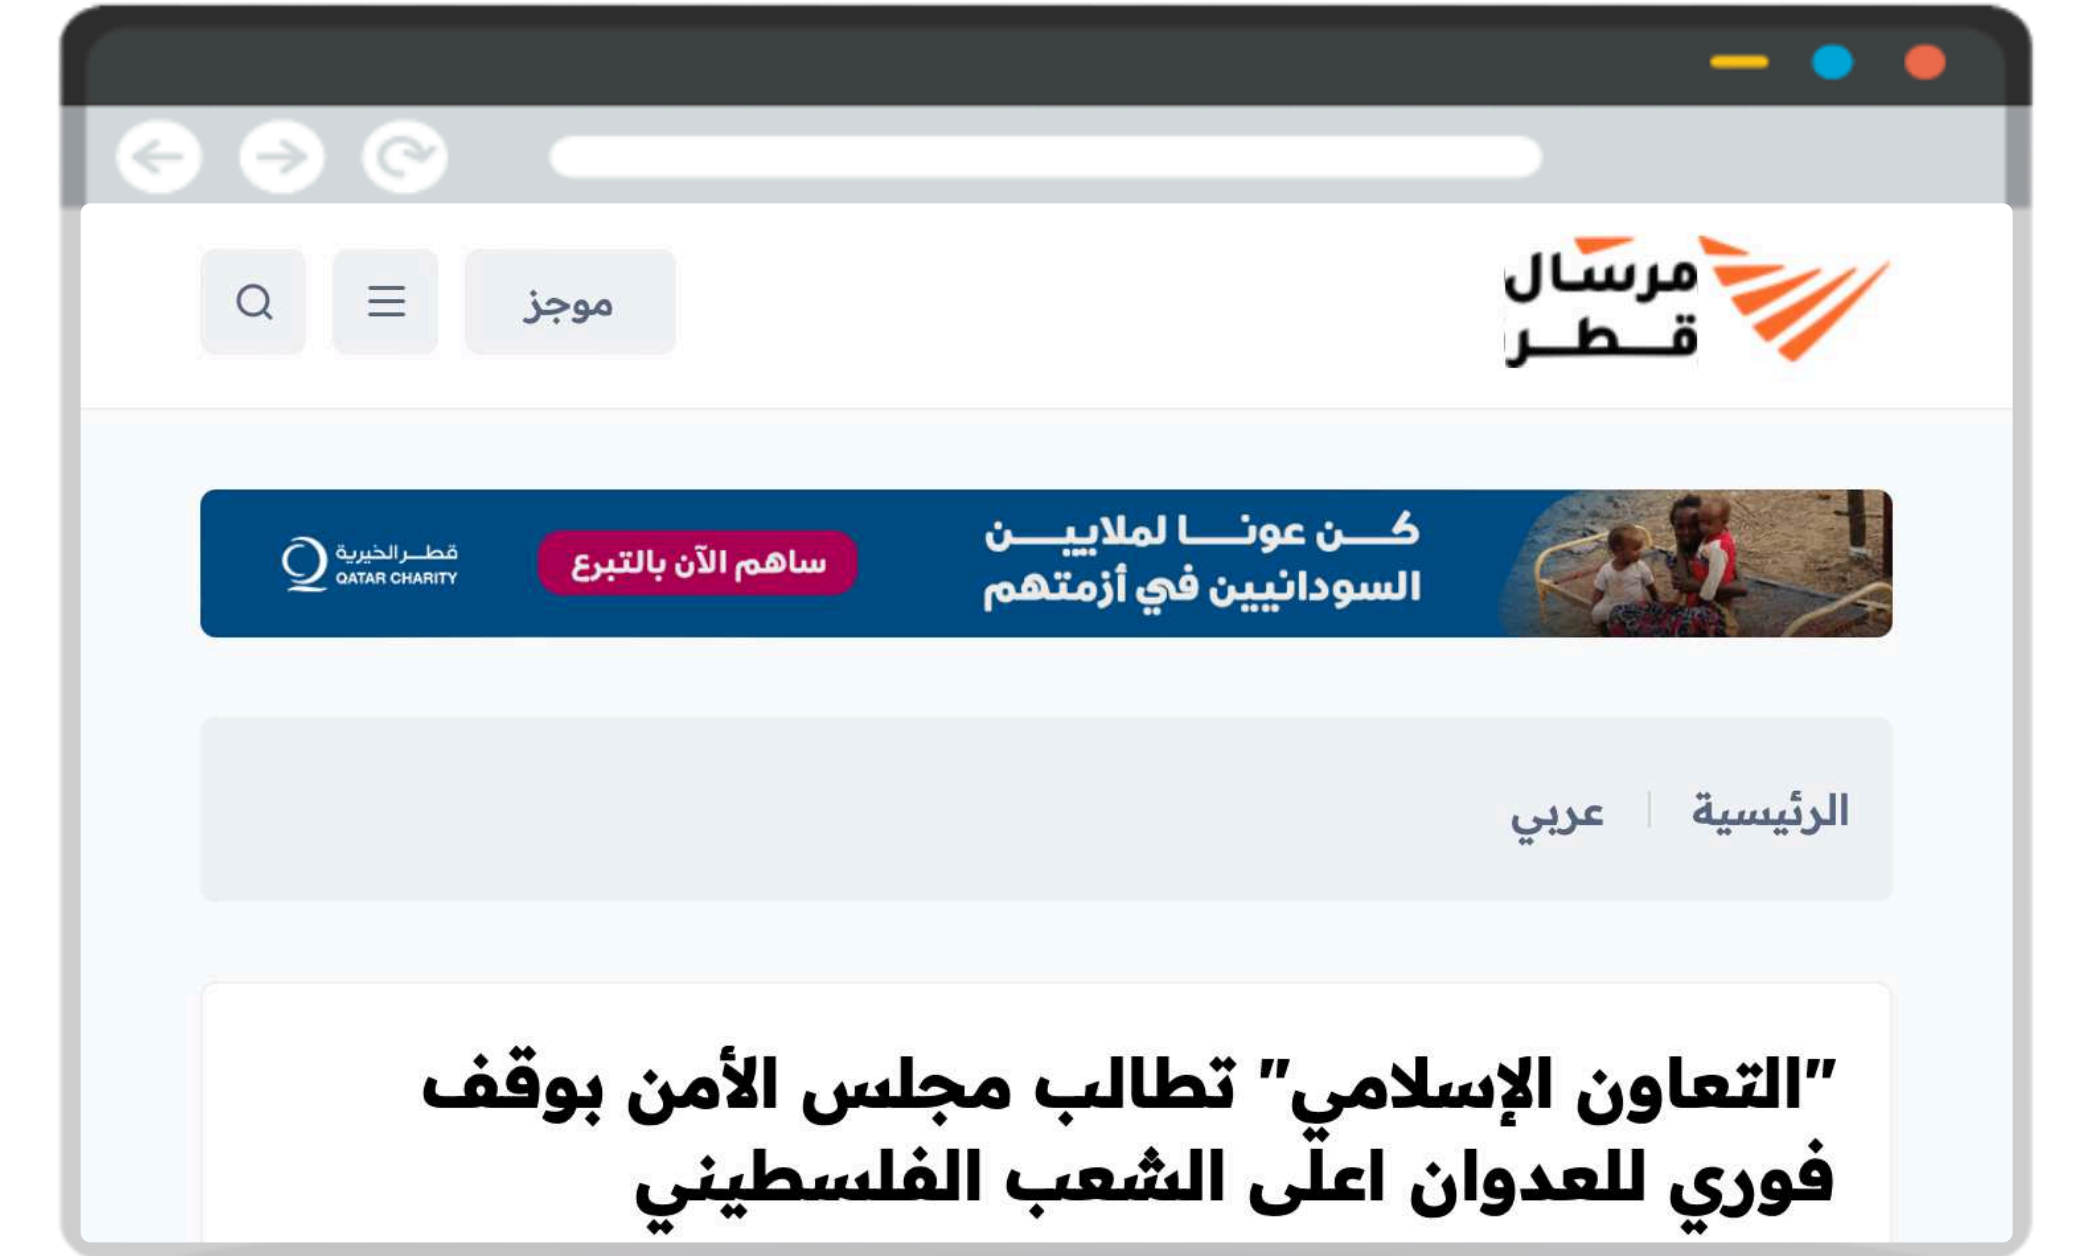 مرسال
قطر
موجز
كن عونا لملايين
السودانيين في أزمتهم
ساهم الآن بالتبرع
قطر الخيرية
QATAR CHARITY
الرئيسية | عربي
"التعاون الإسلامي" تطالب مجلس الأمن بوقف
فوري للعدوان اعلى الشعب الفلسطيني